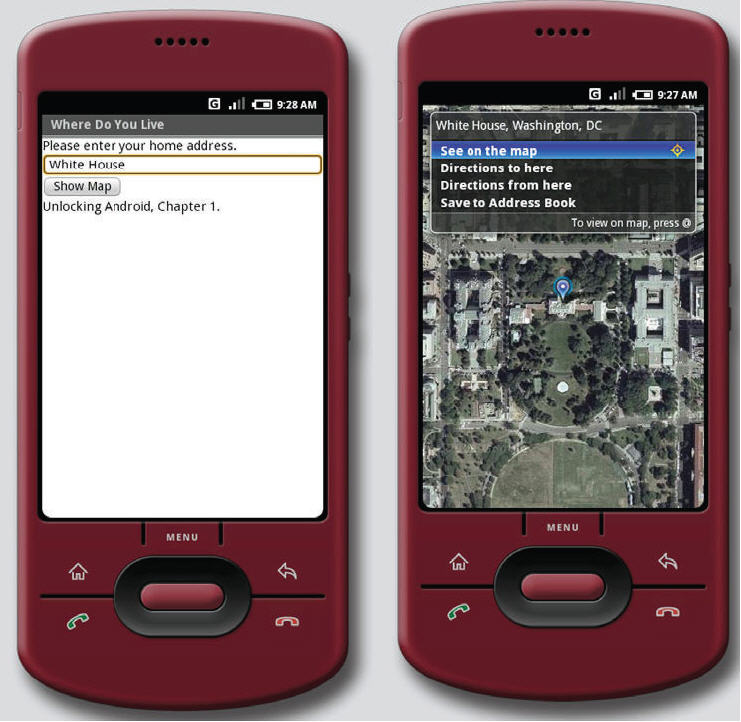 G 9:28 AM
Where Do You Live
Please enter your home address.
White House
Show Map
Unlocking Android, Chapter 1.
MENU
G 9:27 AM
White House, Washington, DC
See on the map
Directions to here
Directions from here
Save to Address Book
To view on map, press @
MENU